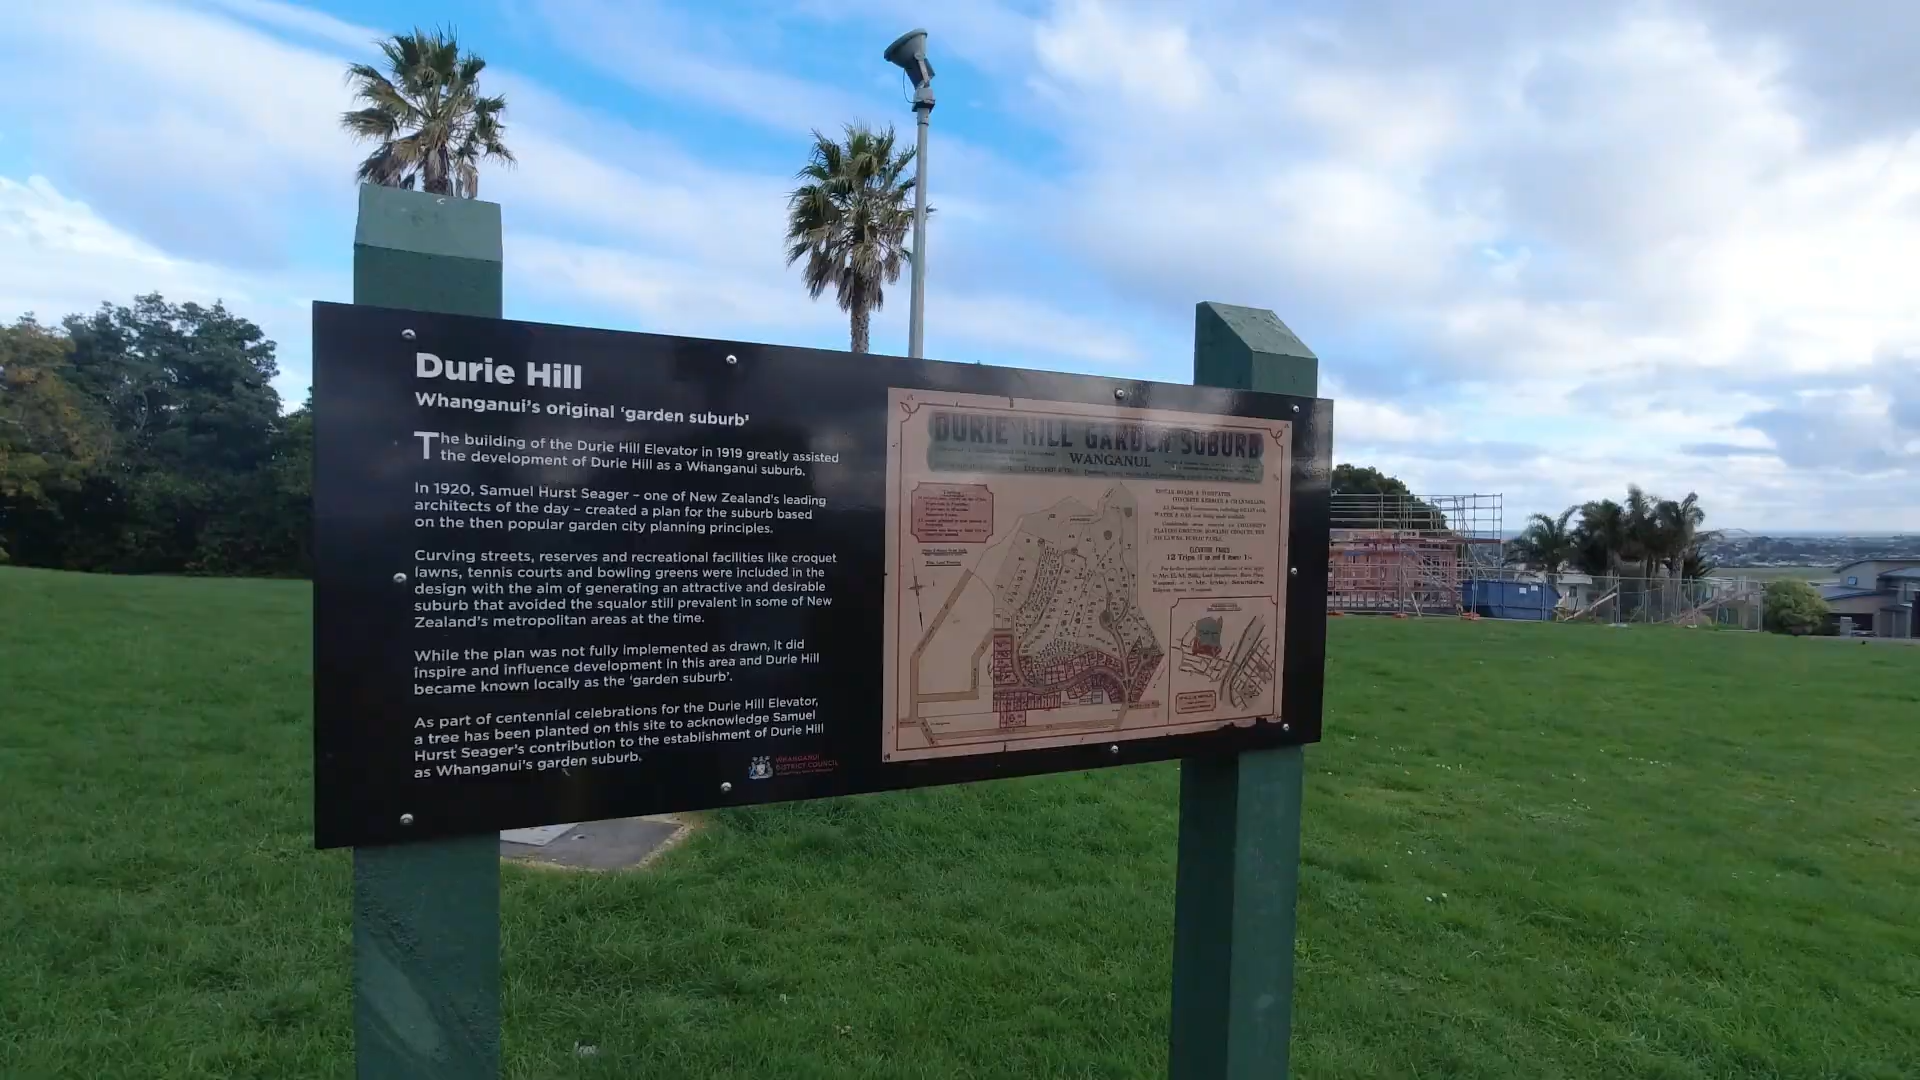 Durie Hill
Whanganui's original 'garden suburb'
The building of the Durie Hill Elevator in 1919 greatly assisted
the development of Durie Hill as a Whanganui suburb.
In 1920, Samuel Hurst Seager – one of New Zealand's leading
architects of the day – created a plan for the suburb based
on the then popular garden city planning principles.
Curving streets, reserves and recreational facilities like croquet
lawns, tennis courts and bowling greens were included in the
design with the aim of generating an attractive and desirable
suburb that avoided the squalor still prevalent in some of New
Zealand's metropolitan areas at the time.
While the plan was not fully implemented as drawn, it did
inspire and influence development in this area and Durie Hill
became known locally as the 'garden suburb'.
As part of centennial celebrations for the Durie Hill Elevator,
a tree has been planted on this site to acknowledge Samuel
Hurst Seager's contribution to the establishment of Durie Hill
as Whanganui's garden suburb.
WHANGANUI
DISTRICT COUNCIL
DURIE HILL GARDEN SUBURB
WANGANUI
ELEVATOR FARES
12 Trips